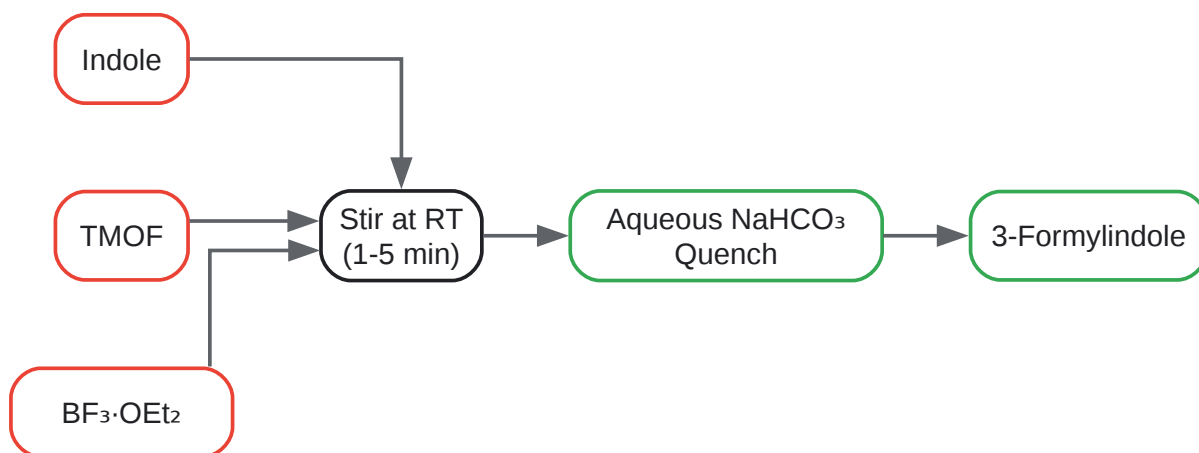 Indole
TMOF
Stir at RT
(1-5 min)
Aqueous NaHCO₃
Quench
3-Formylindole
BF₃·OEt₂